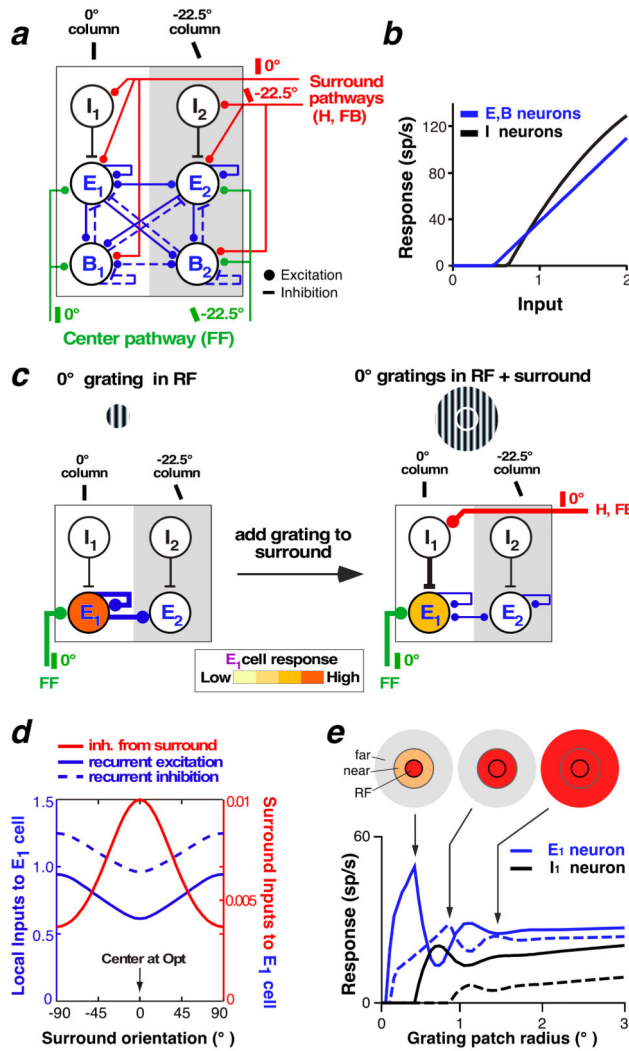 a
0° column
-22.5° column
0°
-22.5°
Surround pathways (H, FB)
I1
I2
E1
E2
B1
B2
Excitation
Inhibition
0°
-22.5°
Center pathway (FF)
b
E,B neurons
I neurons
Response (sp/s)
120
80
40
0
0
1
2
Input
c
0° grating in RF
0° gratings in RF + surround
0° column
-22.5° column
I1
I2
E1
E2
0°
FF
add grating to surround
E1cell response
Low
High
0° column
-22.5° column
0°
H, FB
I1
I2
E1
E2
0°
FF
d
inh. from surround
recurrent excitation
recurrent inhibition
Local Inputs to E1 cell
1.5
1.0
0.5
0
Surround Inputs to E1 cell
0.01
0.005
0
Center at Opt
-90
-45
0
45
90
Surround orientation (°)
e
far
near
RF
E1 neuron
I1 neuron
Response (sp/s)
60
30
0
0
1
2
3
Grating patch radius (°)